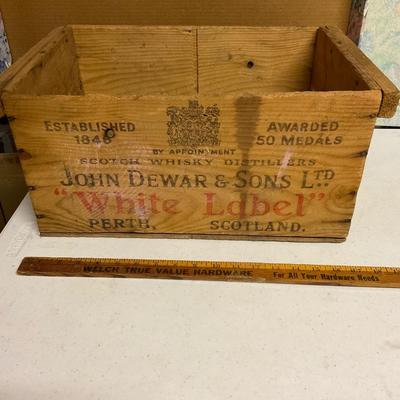 ESTABLISHED AWARDED
1846 50 MEDALS
BY APPOINTMENT
SCOTCH WHISKY DISTILLERS
JOHN DEWAR & SONS LTD
"White Label"
PERTH, SCOTLAND.
WELCH TRUE VALUE HARDWARE For All Your Hardware Needs